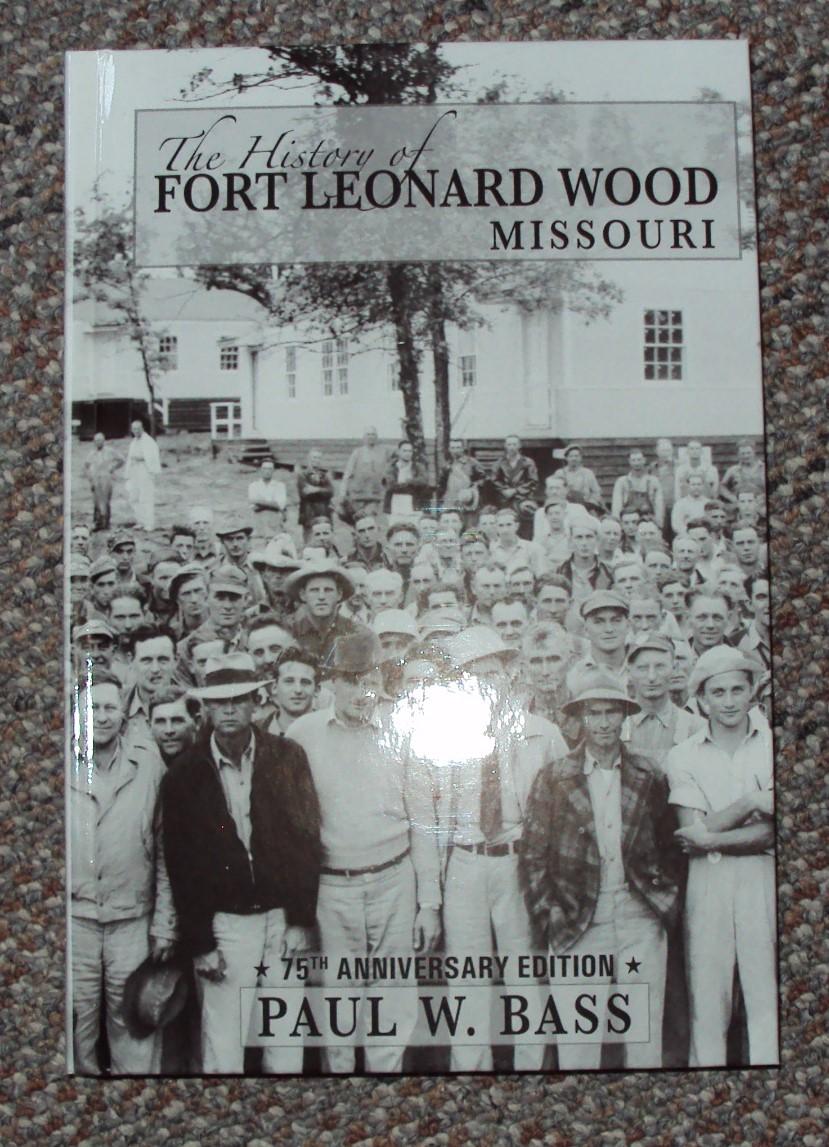 The History of
FORT LEONARD WOOD
MISSOURI
★ 75TH ANNIVERSARY EDITION ★
PAUL W. BASS